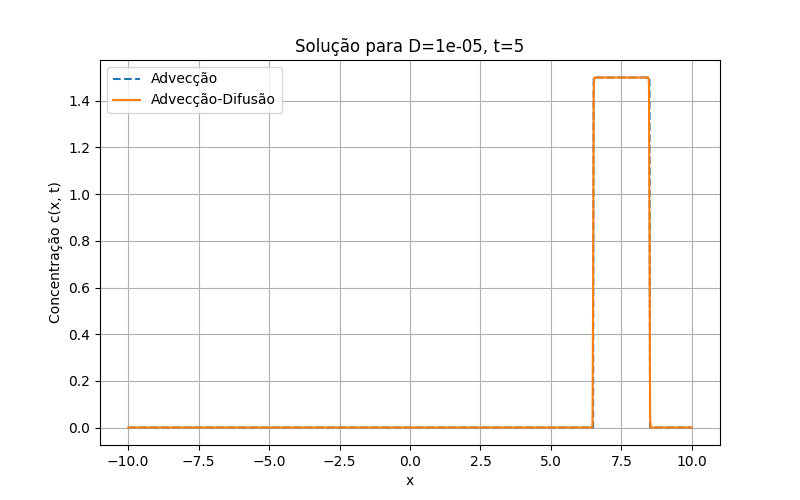 Solução para D=1e-05, t=5
Advecção
Advecção-Difusão
Concentração c(x, t)
1.4
1.2
1.0
0.8
0.6
0.4
0.2
0.0
−10.0 −7.5 −5.0 −2.5 0.0 2.5 5.0 7.5 10.0
x